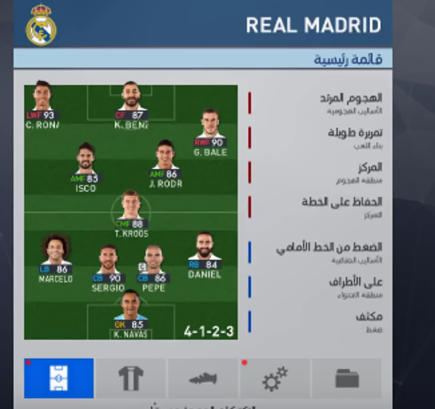 REAL MADRID
قائمة رئيسية
LWF 93
C. RONA
CF 87
K. BENZ
RWF 90
G. BALE
AMF 85
ISCO
AMF 86
J. RODR
CMF 88
T. KROOS
LB 86
MARCELO
CB 90
SERGIO
C
CB 86
PEPE
RB 84
DANIEL
GK 85
K. NAVAS
4-1-2-3
الهجوم المرتد
الأساليب الهجومية
تمريرة طويلة
بناء اللعب
المركز
منطقة الهجوم
الحفاظ على الخطة
المركز
الضغط من الخط الأمامي
الأساليب الدفاعية
على الأطراف
منطقة الاحتواء
مكثف
ضغط